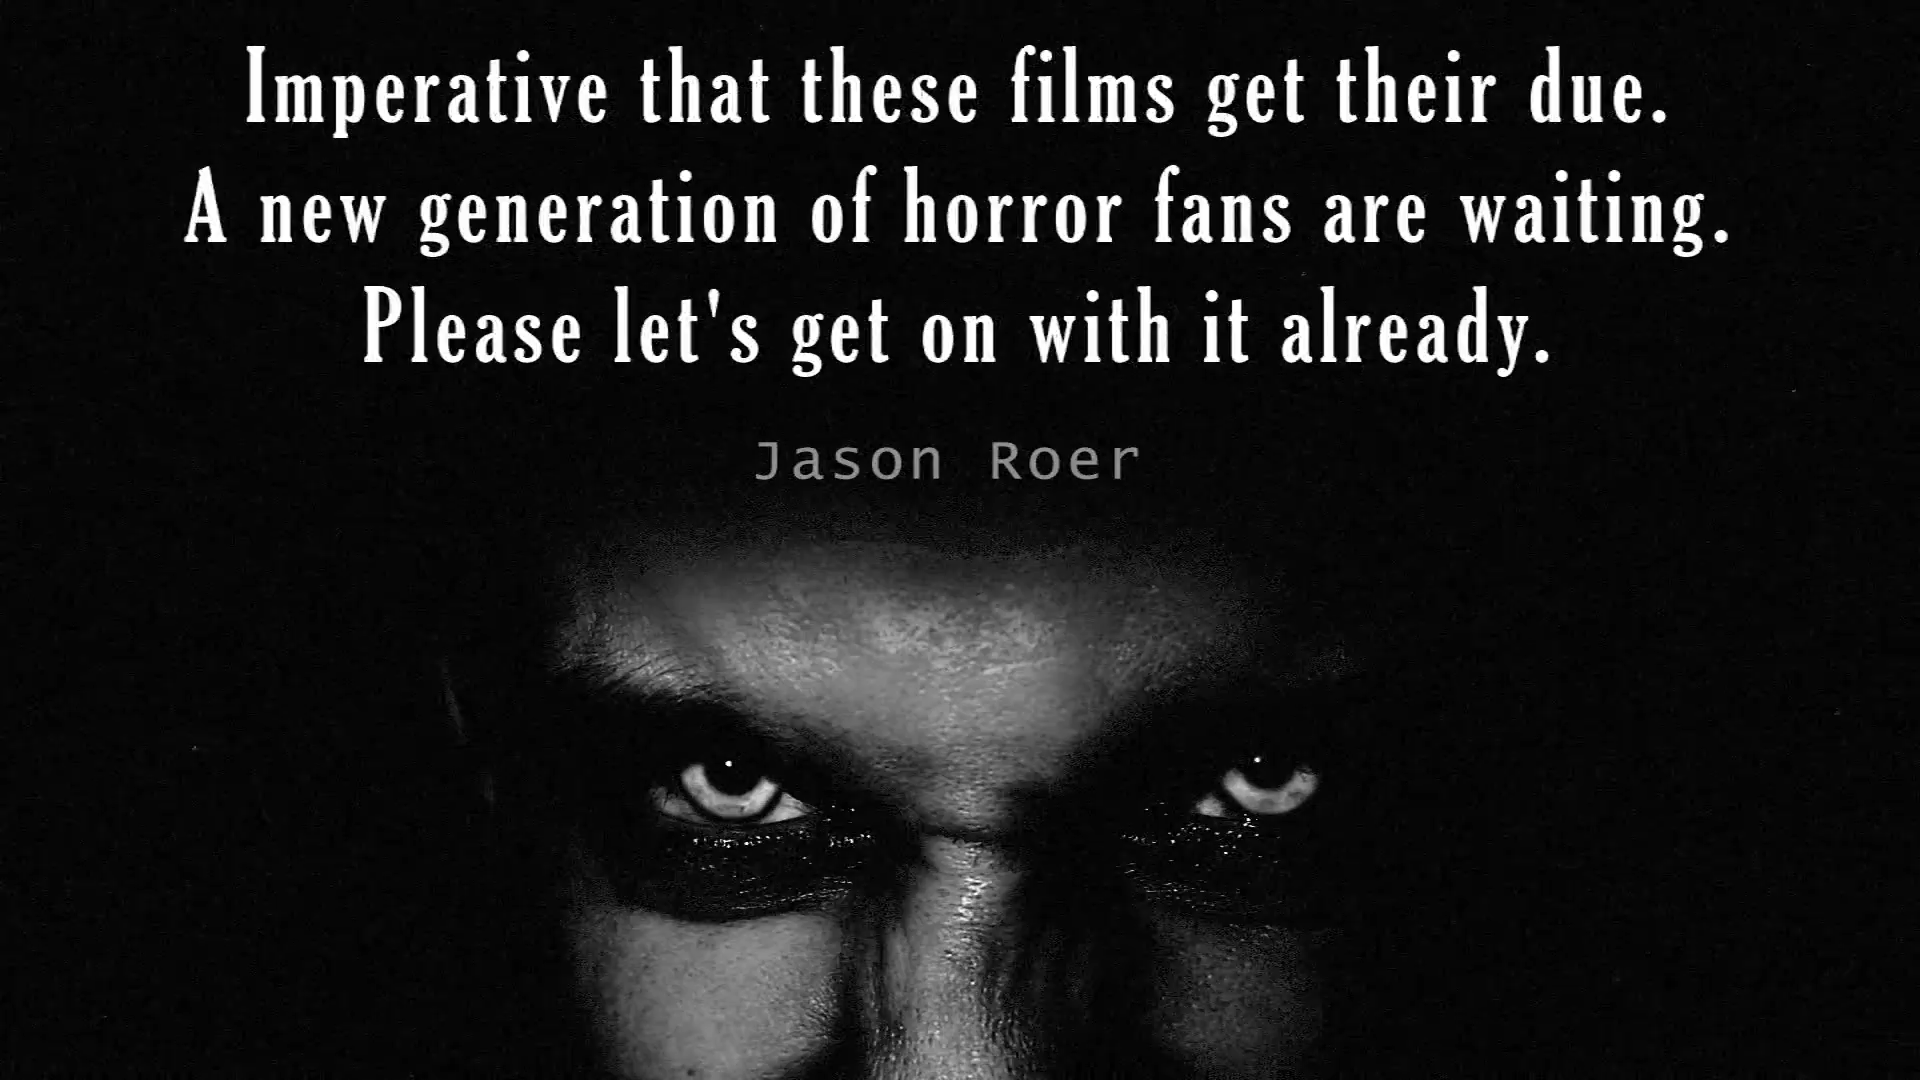 Imperative that these films get their due.
A new generation of horror fans are waiting.
Please let's get on with it already.
Jason Roer